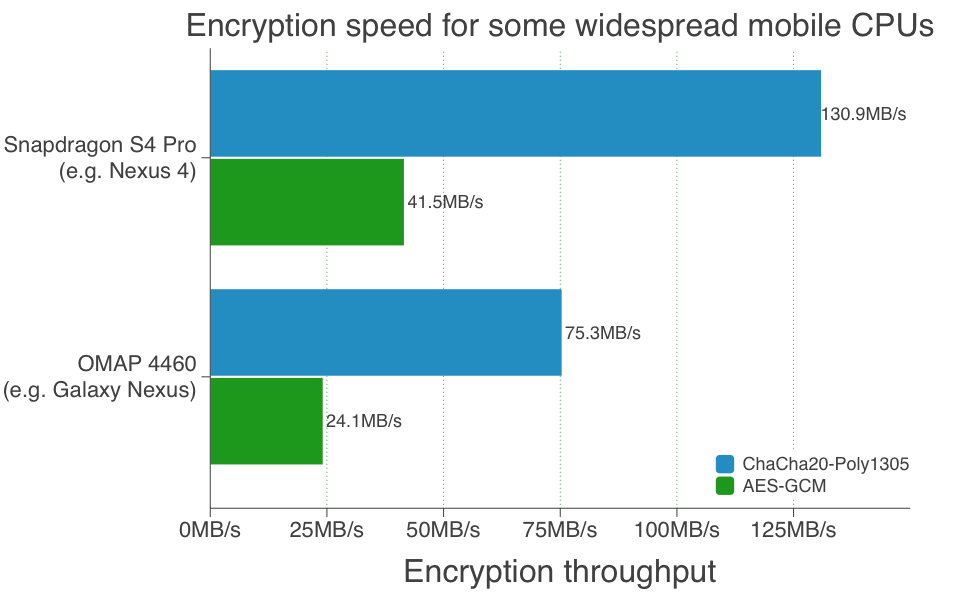 Encryption speed for some widespread mobile CPUs
130.9MB/s
Snapdragon S4 Pro
(e.g. Nexus 4)
41.5MB/s
75.3MB/s
OMAP 4460
(e.g. Galaxy Nexus)
24.1MB/s
ChaCha20-Poly1305
AES-GCM
0MB/s 25MB/s 50MB/s 75MB/s 100MB/s 125MB/s
Encryption throughput